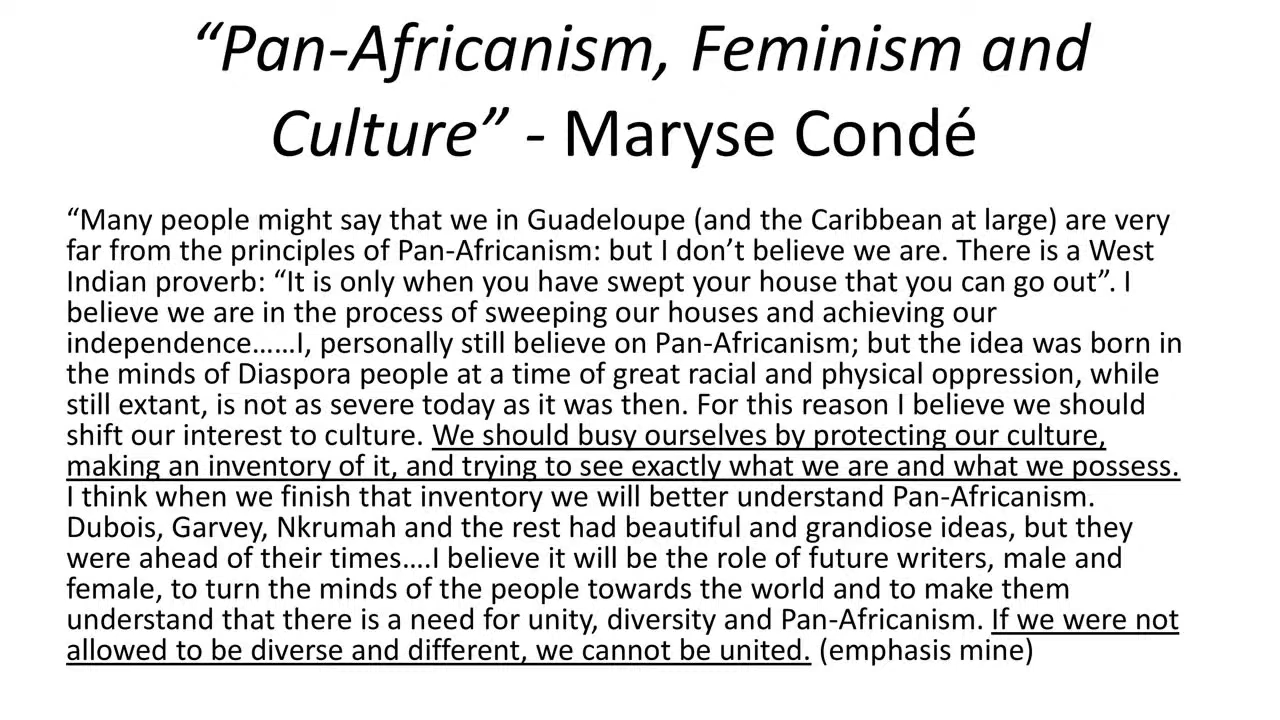 “Pan-Africanism, Feminism and
Culture” - Maryse Condé
“Many people might say that we in Guadeloupe (and the Caribbean at large) are very
far from the principles of Pan-Africanism: but I don’t believe we are. There is a West
Indian proverb: “It is only when you have swept your house that you can go out”. I
believe we are in the process of sweeping our houses and achieving our
independence……I, personally still believe on Pan-Africanism; but the idea was born in
the minds of Diaspora people at a time of great racial and physical oppression, while
still extant, is not as severe today as it was then. For this reason I believe we should
shift our interest to culture. We should busy ourselves by protecting our culture,
making an inventory of it, and trying to see exactly what we are and what we possess.
I think when we finish that inventory we will better understand Pan-Africanism.
Dubois, Garvey, Nkrumah and the rest had beautiful and grandiose ideas, but they
were ahead of their times….I believe it will be the role of future writers, male and
female, to turn the minds of the people towards the world and to make them
understand that there is a need for unity, diversity and Pan-Africanism. If we were not
allowed to be diverse and different, we cannot be united. (emphasis mine)